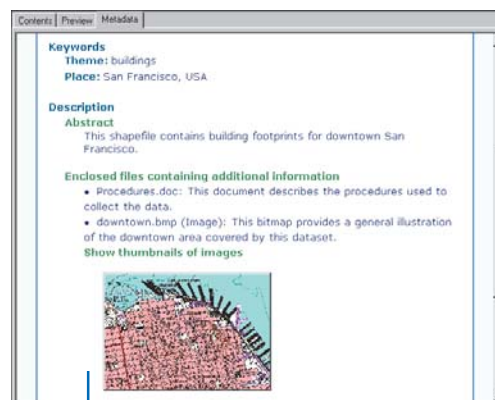 Contents Preview Metadata
Keywords
Theme: buildings
Place: San Francisco, USA
Description
Abstract
This shapefile contains building footprints for downtown San
Francisco.
Enclosed files containing additional information
• Procedures.doc: This document describes the procedures used to
collect the data.
• downtown.bmp (Image): This bitmap provides a general illustration
of the downtown area covered by this dataset.
Show thumbnails of images